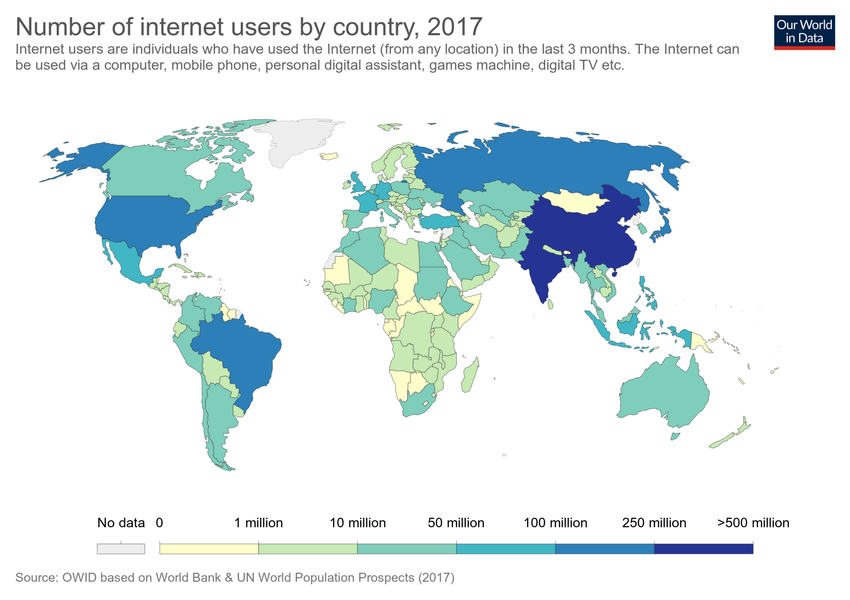 Number of internet users by country, 2017
Our World
in Data
Internet users are individuals who have used the Internet (from any location) in the last 3 months. The Internet can
be used via a computer, mobile phone, personal digital assistant, games machine, digital TV etc.
No data 0 1 million 10 million 50 million 100 million 250 million >500 million
Source: OWID based on World Bank & UN World Population Prospects (2017)